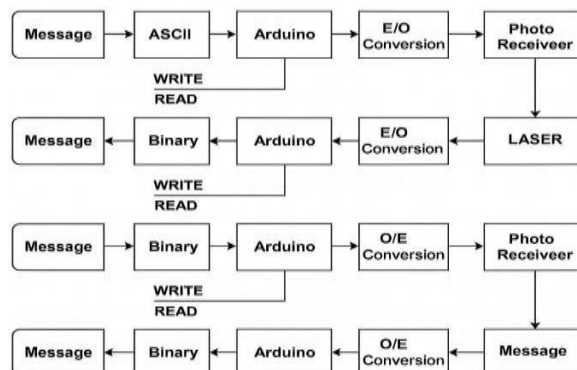 Message
ASCII
Arduino
E/O
Conversion
Photo
Receiveer
WRITE
READ
Message
Binary
Arduino
E/O
Conversion
LASER
WRITE
READ
Message
Binary
Arduino
O/E
Conversion
Photo
Receiveer
WRITE
READ
Message
Binary
Arduino
O/E
Conversion
Message